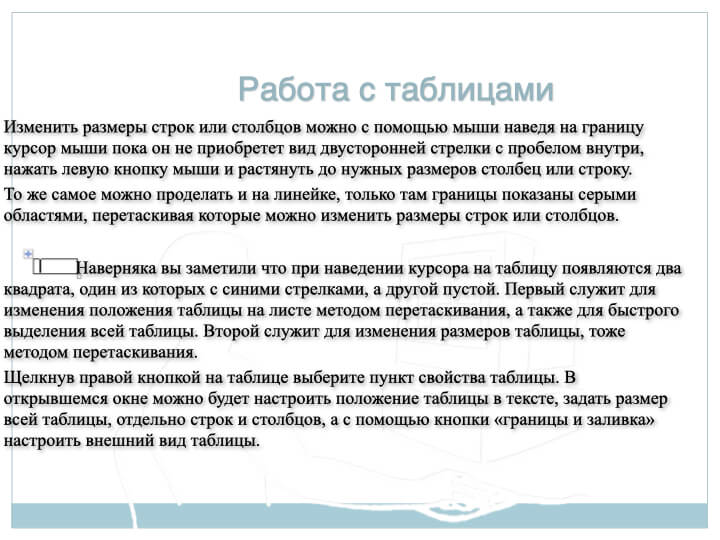 Работа с таблицами
Изменить размеры строк или столбцов можно с помощью мыши наведя на границу
курсор мыши пока он не приобретет вид двусторонней стрелки с пробелом внутри,
нажать левую кнопку мыши и растянуть до нужных размеров столбец или строку.
То же самое можно проделать и на линейке, только там границы показаны серыми
областями, перетаскивая которые можно изменить размеры строк или столбцов.
Наверняка вы заметили что при наведении курсора на таблицу появляются два
квадрата, один из которых с синими стрелками, а другой пустой. Первый служит для
изменения положения таблицы на листе методом перетаскивания, а также для быстрого
выделения всей таблицы. Второй служит для изменения размеров таблицы, тоже
методом перетаскивания.
Щелкнув правой кнопкой на таблице выберите пункт свойства таблицы. В
открывшемся окне можно будет настроить положение таблицы в тексте, задать размер
всей таблицы, отдельно строк и столбцов, а с помощью кнопки «границы и заливка»
настроить внешний вид таблицы.